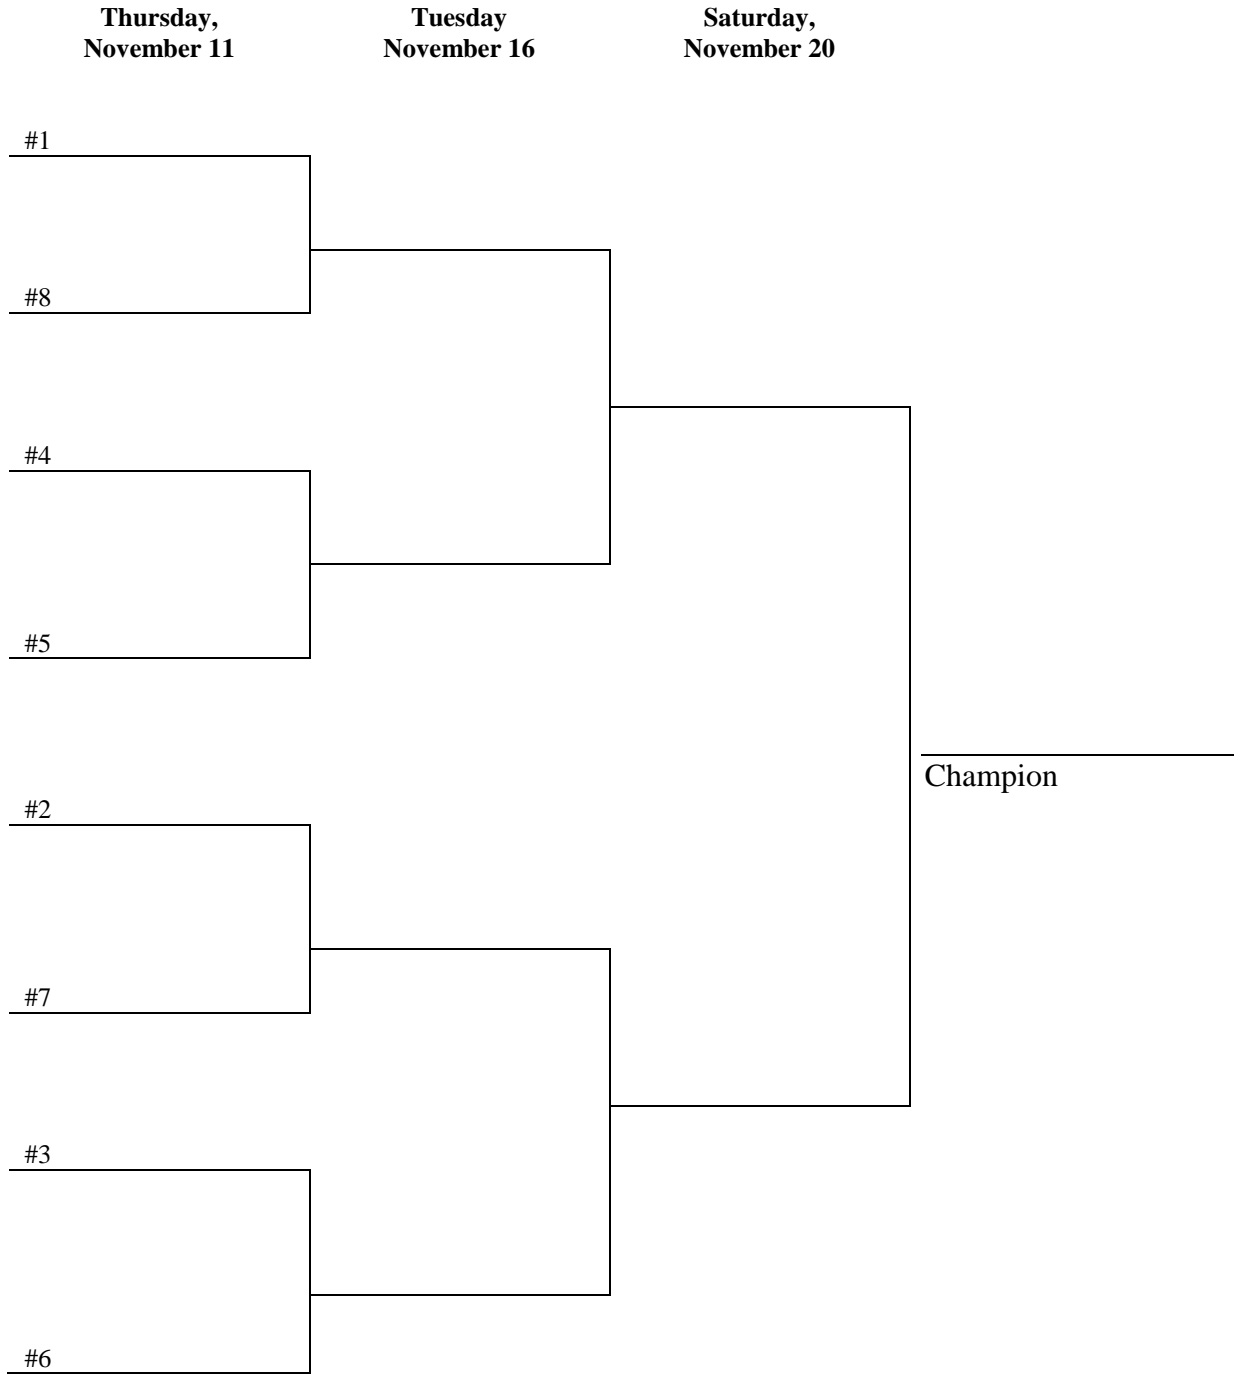 Thursday,
November 11
Tuesday
November 16
Saturday,
November 20
#1
#8
#4
#5
Champion
#2
#7
#3
#6